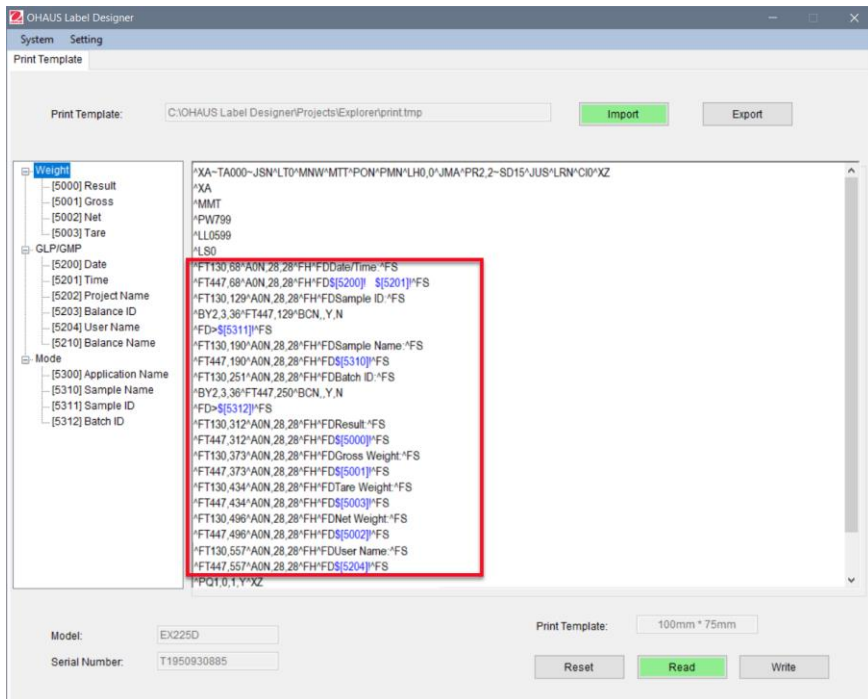 OHAUS Label Designer
System Setting
Print Template
Print Template: C:\OHAUS Label Designer\Projects\Explorer\print.tmp Import Export
Weight
[5000] Result
[5001] Gross
[5002] Net
[5003] Tare
GLP/GMP
[5200] Date
[5201] Time
[5202] Project Name
[5203] Balance ID
[5204] User Name
[5210] Balance Name
Mode
[5300] Application Name
[5310] Sample Name
[5311] Sample ID
[5312] Batch ID
^XA~TA000~JSN^LT0^MNW^MTT^PON^PMN^LH0,0^JMA^PR2,2~SD15^JUS^LRN^CI0^XZ
^XA
^MMT
^PW799
^LL0599
^LS0
^FT130,68^A0N,28,28^FH^FDDate/Time:^FS
^FT447,68^A0N,28,28^FH^FD$[5200]! $[5201]!^FS
^FT130,129^A0N,28,28^FH^FDSample ID:^FS
^BY2,3,36^FT447,129^BCN,,Y,N
^FD>$[5311]!^FS
^FT130,190^A0N,28,28^FH^FDSample Name:^FS
^FT447,190^A0N,28,28^FH^FD$[5310]!^FS
^FT130,251^A0N,28,28^FH^FDBatch ID:^FS
^BY2,3,36^FT447,250^BCN,,Y,N
^FD>$[5312]!^FS
^FT130,312^A0N,28,28^FH^FDResult:^FS
^FT447,312^A0N,28,28^FH^FD$[5000]!^FS
^FT130,373^A0N,28,28^FH^FDGross Weight:^FS
^FT447,373^A0N,28,28^FH^FD$[5001]!^FS
^FT130,434^A0N,28,28^FH^FDTare Weight:^FS
^FT447,434^A0N,28,28^FH^FD$[5003]!^FS
^FT130,496^A0N,28,28^FH^FDNet Weight:^FS
^FT447,496^A0N,28,28^FH^FD$[5002]!^FS
^FT130,557^A0N,28,28^FH^FDUser Name:^FS
^FT447,557^A0N,28,28^FH^FD$[5204]!^FS
^PQ1,0,1,Y^XZ
Model: EX225D
Serial Number: T1950930885
Print Template: 100mm * 75mm
Reset Read Write